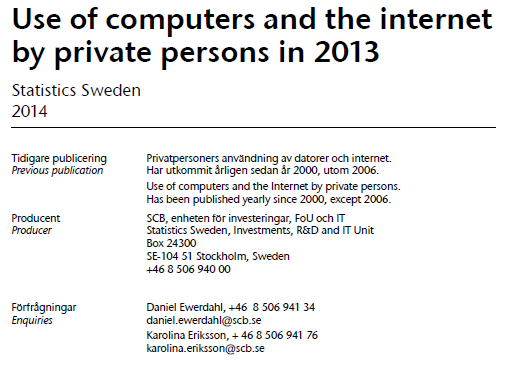 Use of computers and the internet
by private persons in 2013
Statistics Sweden
2014
Tidigare publicering Privatpersoners användning av datorer och internet.
Previous publication Har utkommit årligen sedan år 2000, utom 2006.
Use of computers and the Internet by private persons.
Has been published yearly since 2000, except 2006.
Producent SCB, enheten för investeringar, FoU och IT
Producer Statistics Sweden, Investments, R&D and IT Unit
Box 24300
SE-104 51 Stockholm, Sweden
+46 8 506 940 00
Förfrågningar Daniel Ewerdahl, +46 8 506 941 34
Enquiries daniel.ewerdahl@scb.se
Karolina Eriksson, + 46 8 506 941 76
karolina.eriksson@scb.se